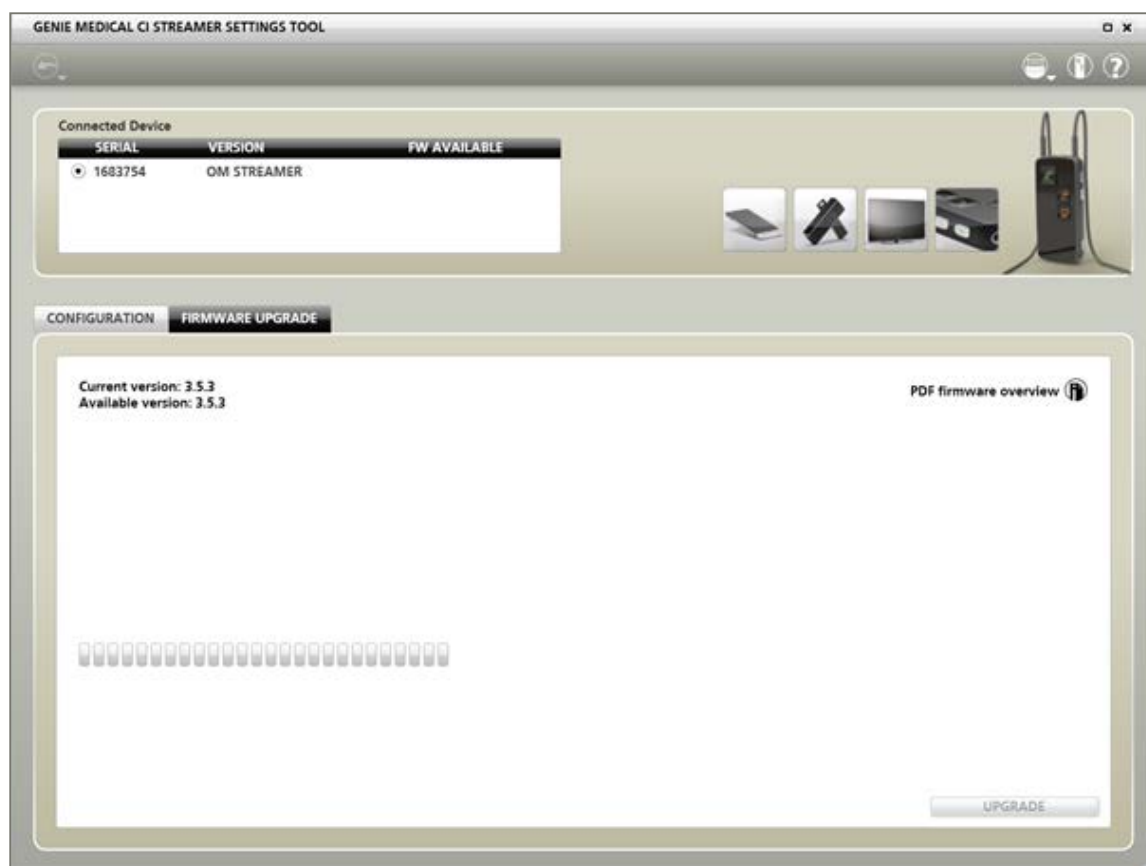 GENIE MEDICAL CI STREAMER SETTINGS TOOL
Connected Device
SERIAL VERSION FW AVAILABLE
1683754 OM STREAMER
CONFIGURATION FIRMWARE UPGRADE
Current version: 3.5.3
PDF firmware overview
Available version: 3.5.3
UPGRADE